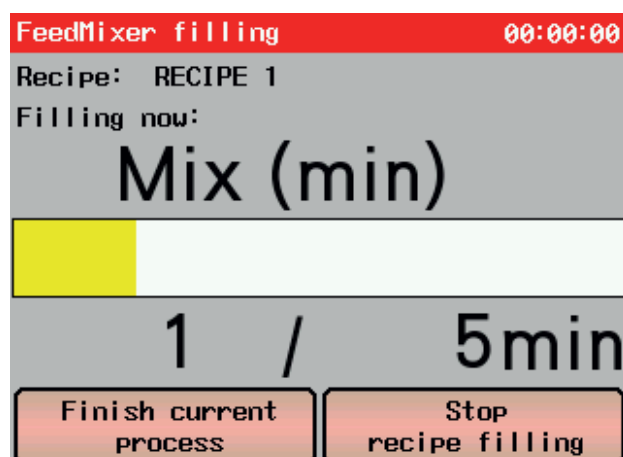 FeedMixer filling 00:00:00
Recipe: RECIPE 1
Filling now:
Mix (min)
1 / 5min
Finish current Stop
process recipe filling